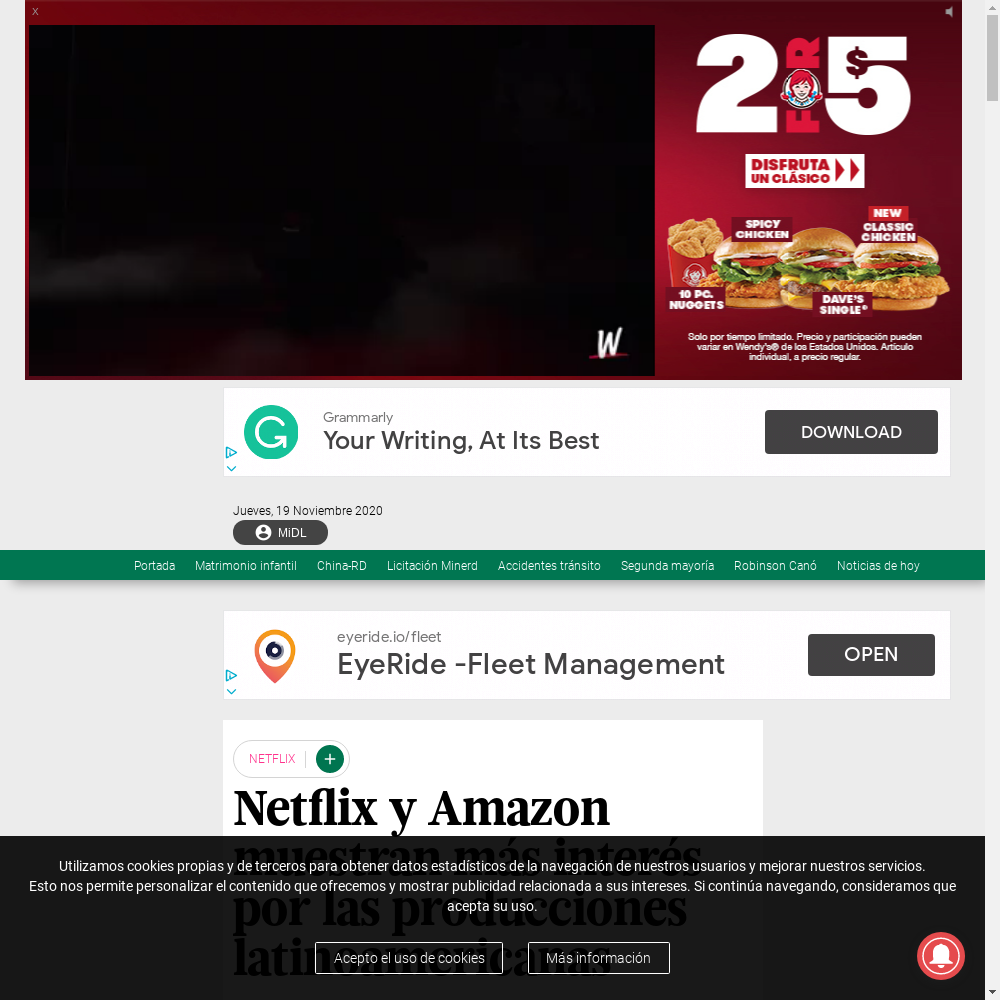 X
2 FOR $5
DISFRUTA
UN CLÁSICO
SPICY
CHICKEN
NEW
CLASSIC
CHICKEN
10 PC.
NUGGETS
DAVE'S
SINGLE®
Solo por tiempo limitado. Precio y participación pueden
variar en Wendy's® de los Estados Unidos. Artículo
individual, a precio regular.
W
Grammarly
Your Writing, At Its Best
DOWNLOAD
Jueves, 19 Noviembre 2020
MiDL
Portada Matrimonio infantil China-RD Licitación Minerd Accidentes tránsito Segunda mayoría Robinson Canó Noticias de hoy
eyeride.io/fleet
EyeRide -Fleet Management
OPEN
NETFLIX
Netflix y Amazon
muestran más interés
por las producciones
latinoamericanas
Utilizamos cookies propias y de terceros para obtener datos estadísticos de la navegación de nuestros usuarios y mejorar nuestros servicios.
Esto nos permite personalizar el contenido que ofrecemos y mostrar publicidad relacionada a sus intereses. Si continúa navegando, consideramos que
acepta su uso.
Acepto el uso de cookies
Más información